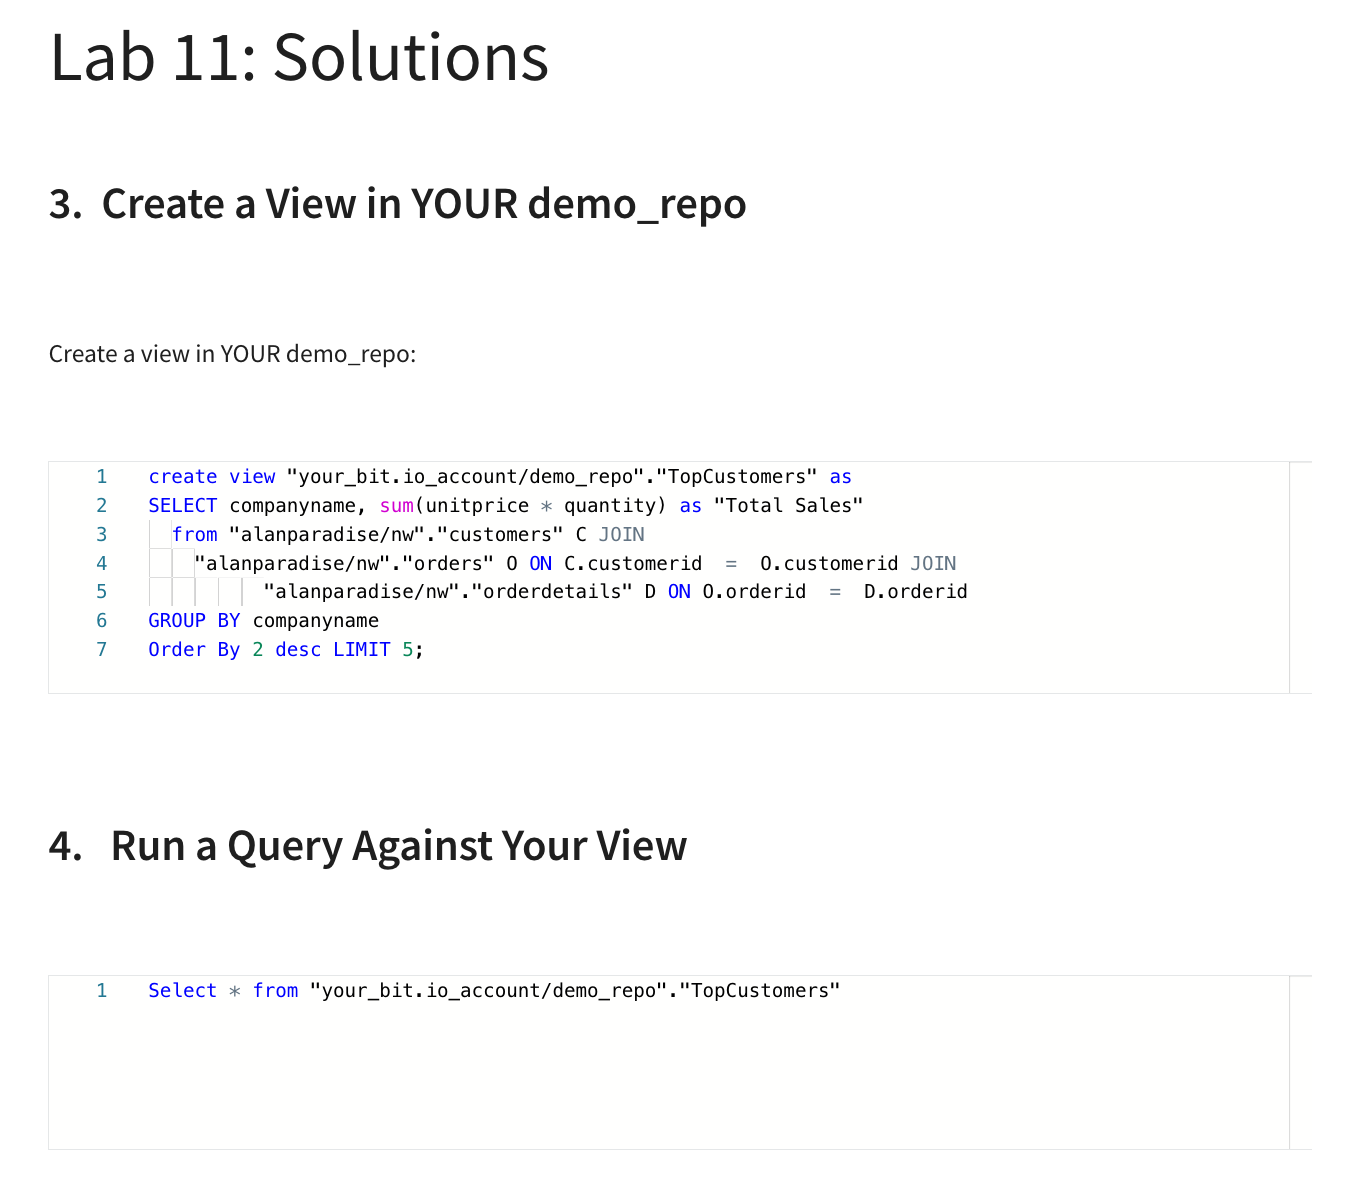 Lab 11: Solutions
3. Create a View in YOUR demo_repo
Create a view in YOUR demo_repo:
1 create view "your_bit.io_account/demo_repo"."TopCustomers" as
2 SELECT companyname, sum(unitprice * quantity) as "Total Sales"
3 from "alanparadise/nw"."customers" C JOIN
4 "alanparadise/nw"."orders" O ON C.customerid = O.customerid JOIN
5 "alanparadise/nw"."orderdetails" D ON O.orderid = D.orderid
6 GROUP BY companyname
7 Order By 2 desc LIMIT 5;
4. Run a Query Against Your View
1 Select * from "your_bit.io_account/demo_repo"."TopCustomers"